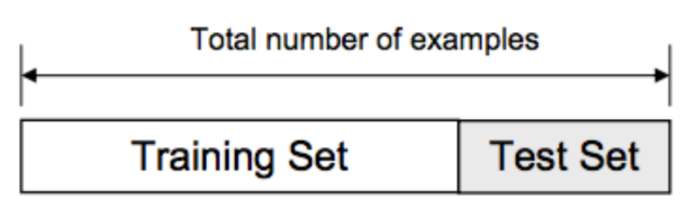 Total number of examples
Training Set
Test Set